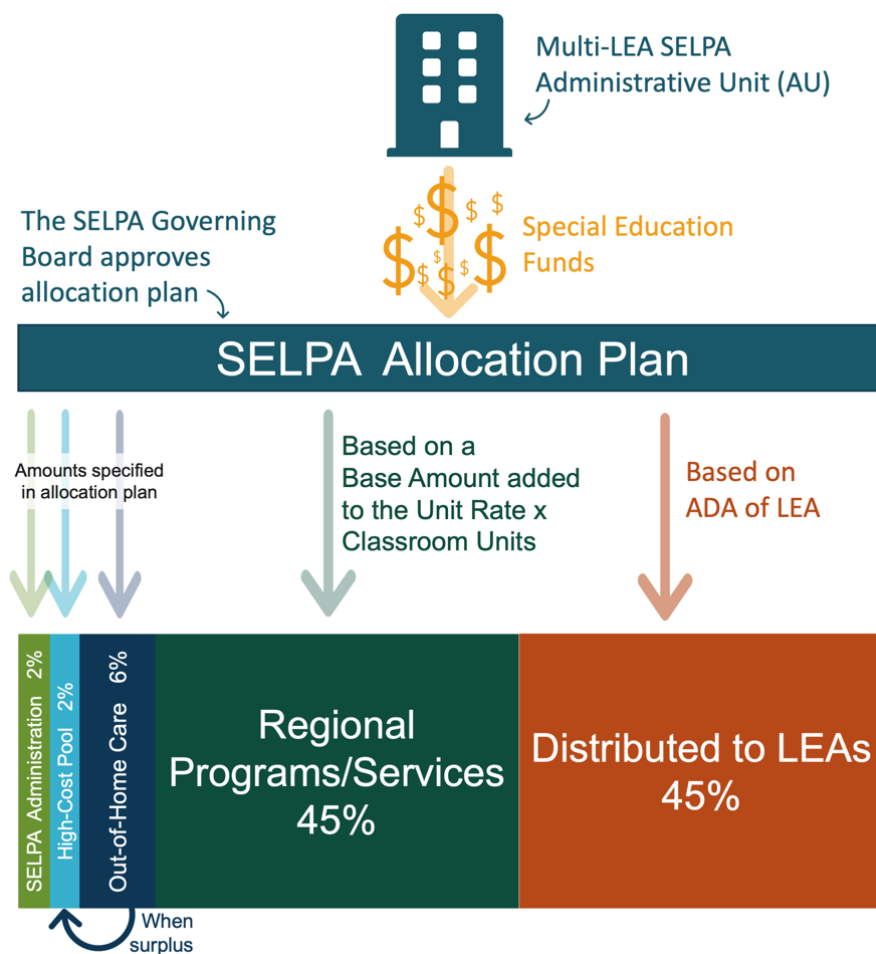 Multi-LEA SELPA
Administrative Unit (AU)
$ $ $ $ $ $ $ $ $ $
Special Education
Funds
The SELPA Governing
Board approves
allocation plan
SELPA Allocation Plan
Amounts specified
in allocation plan
Based on a
Base Amount added
to the Unit Rate x
Classroom Units
Based on
ADA of LEA
SELPA Administration 2%
High-Cost Pool 2%
Out-of-Home Care 6%
Regional
Programs/Services
45%
Distributed to LEAs
45%
When
surplus